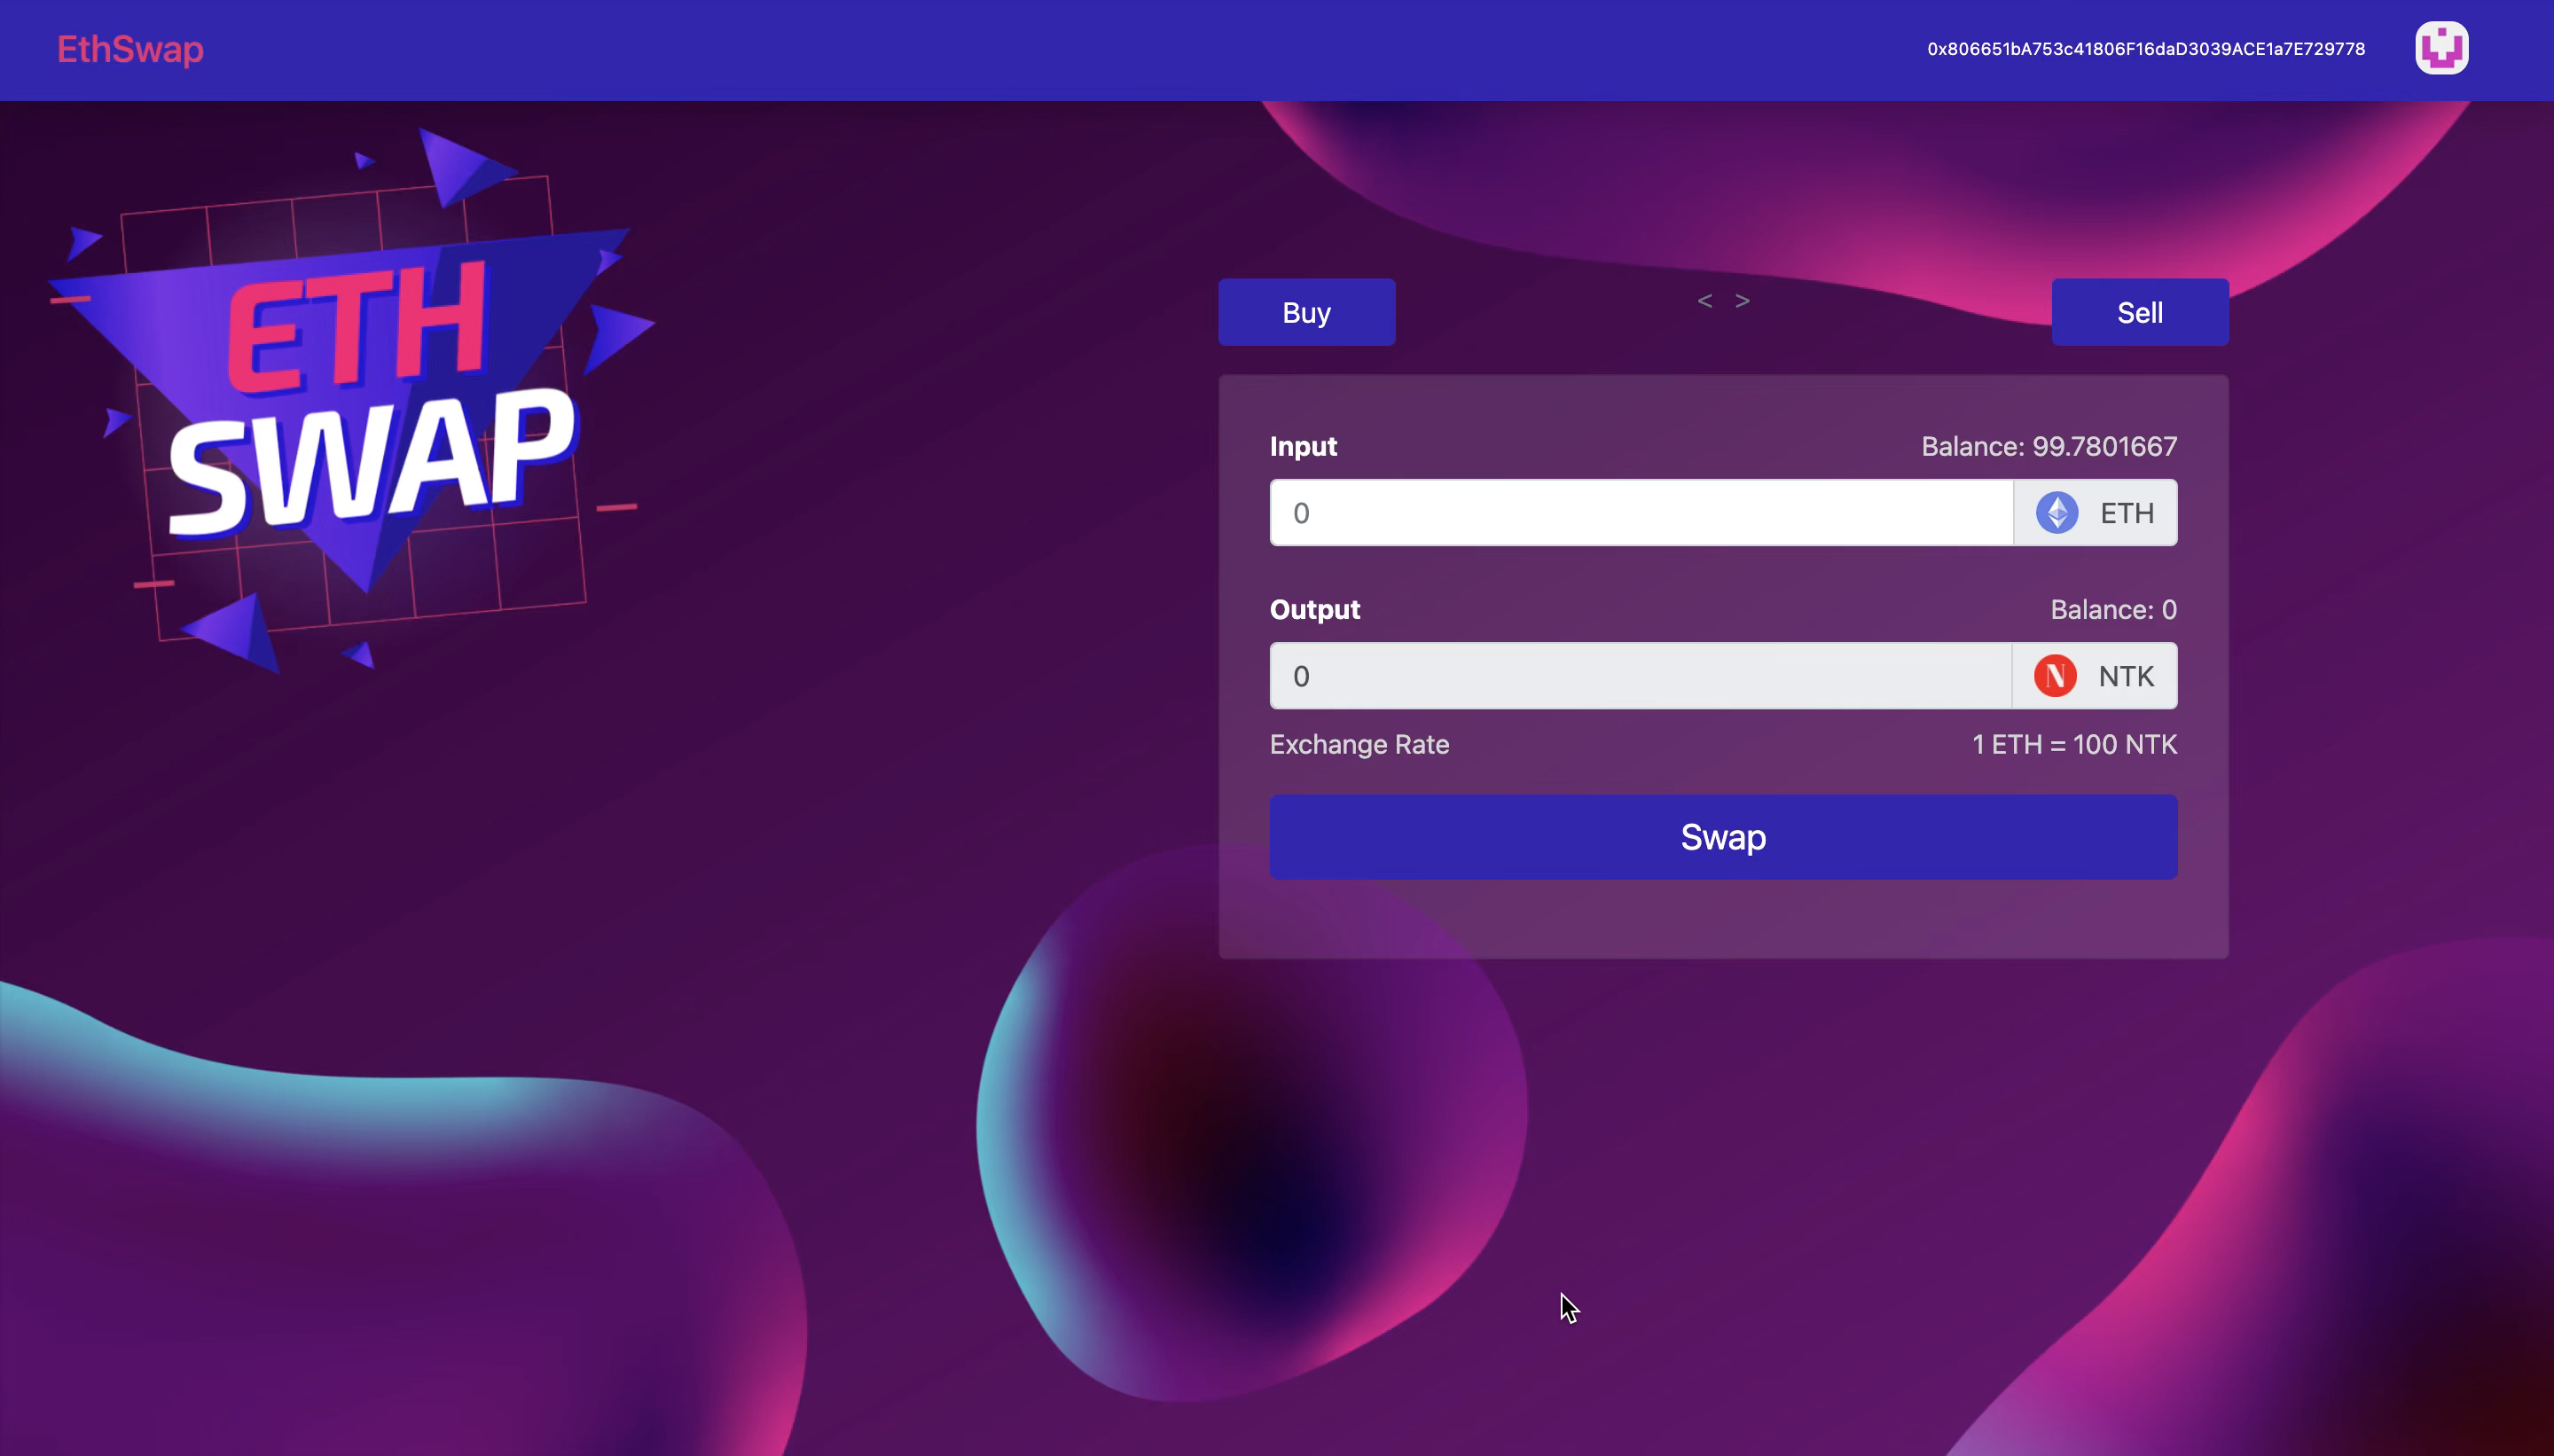 EthSwap
0x806651bA753c41806F16daD3039ACE1a7E729778
ETH
SWAP
Buy
< >
Sell
Input
Balance: 99.7801667
0
ETH
Output
Balance: 0
0
N
NTK
Exchange Rate
1 ETH = 100 NTK
Swap